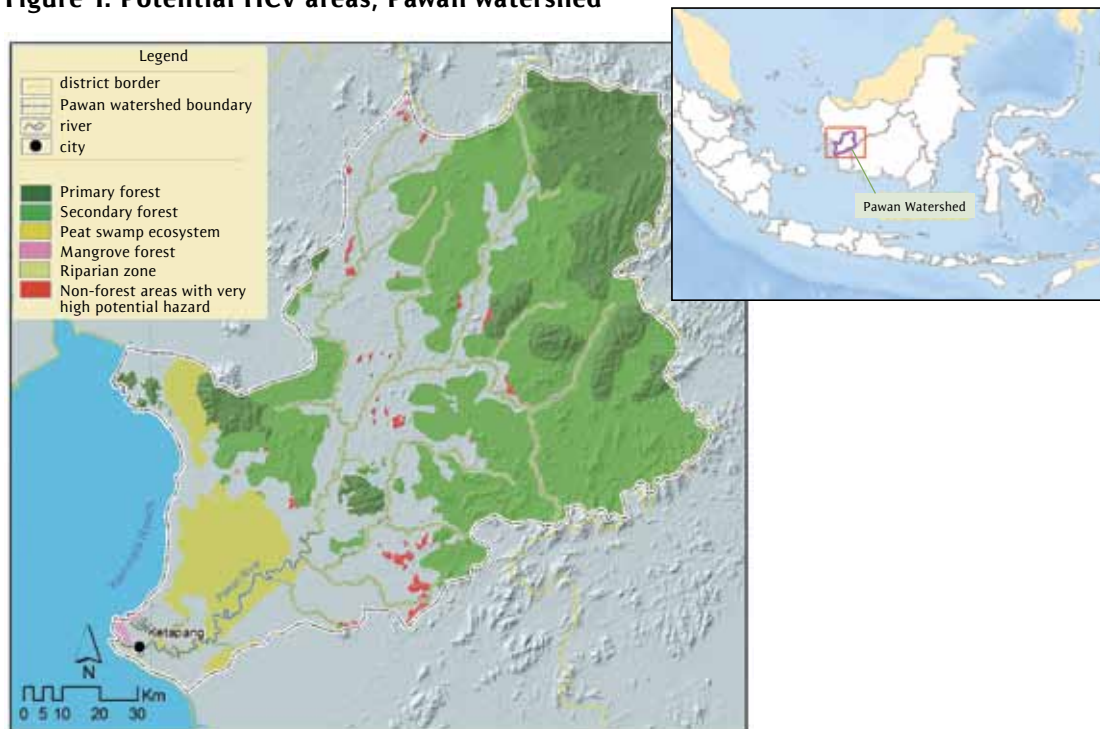 Figure 1. Potential HCV areas, Pawan watershed
Legend
district border
Pawan watershed boundary
river
city
Primary forest
Secondary forest
Peat swamp ecosystem
Mangrove forest
Riparian zone
Non-forest areas with very
high potential hazard
Pawan Watershed
Ketapang
N
Km
0 5 10 20 30